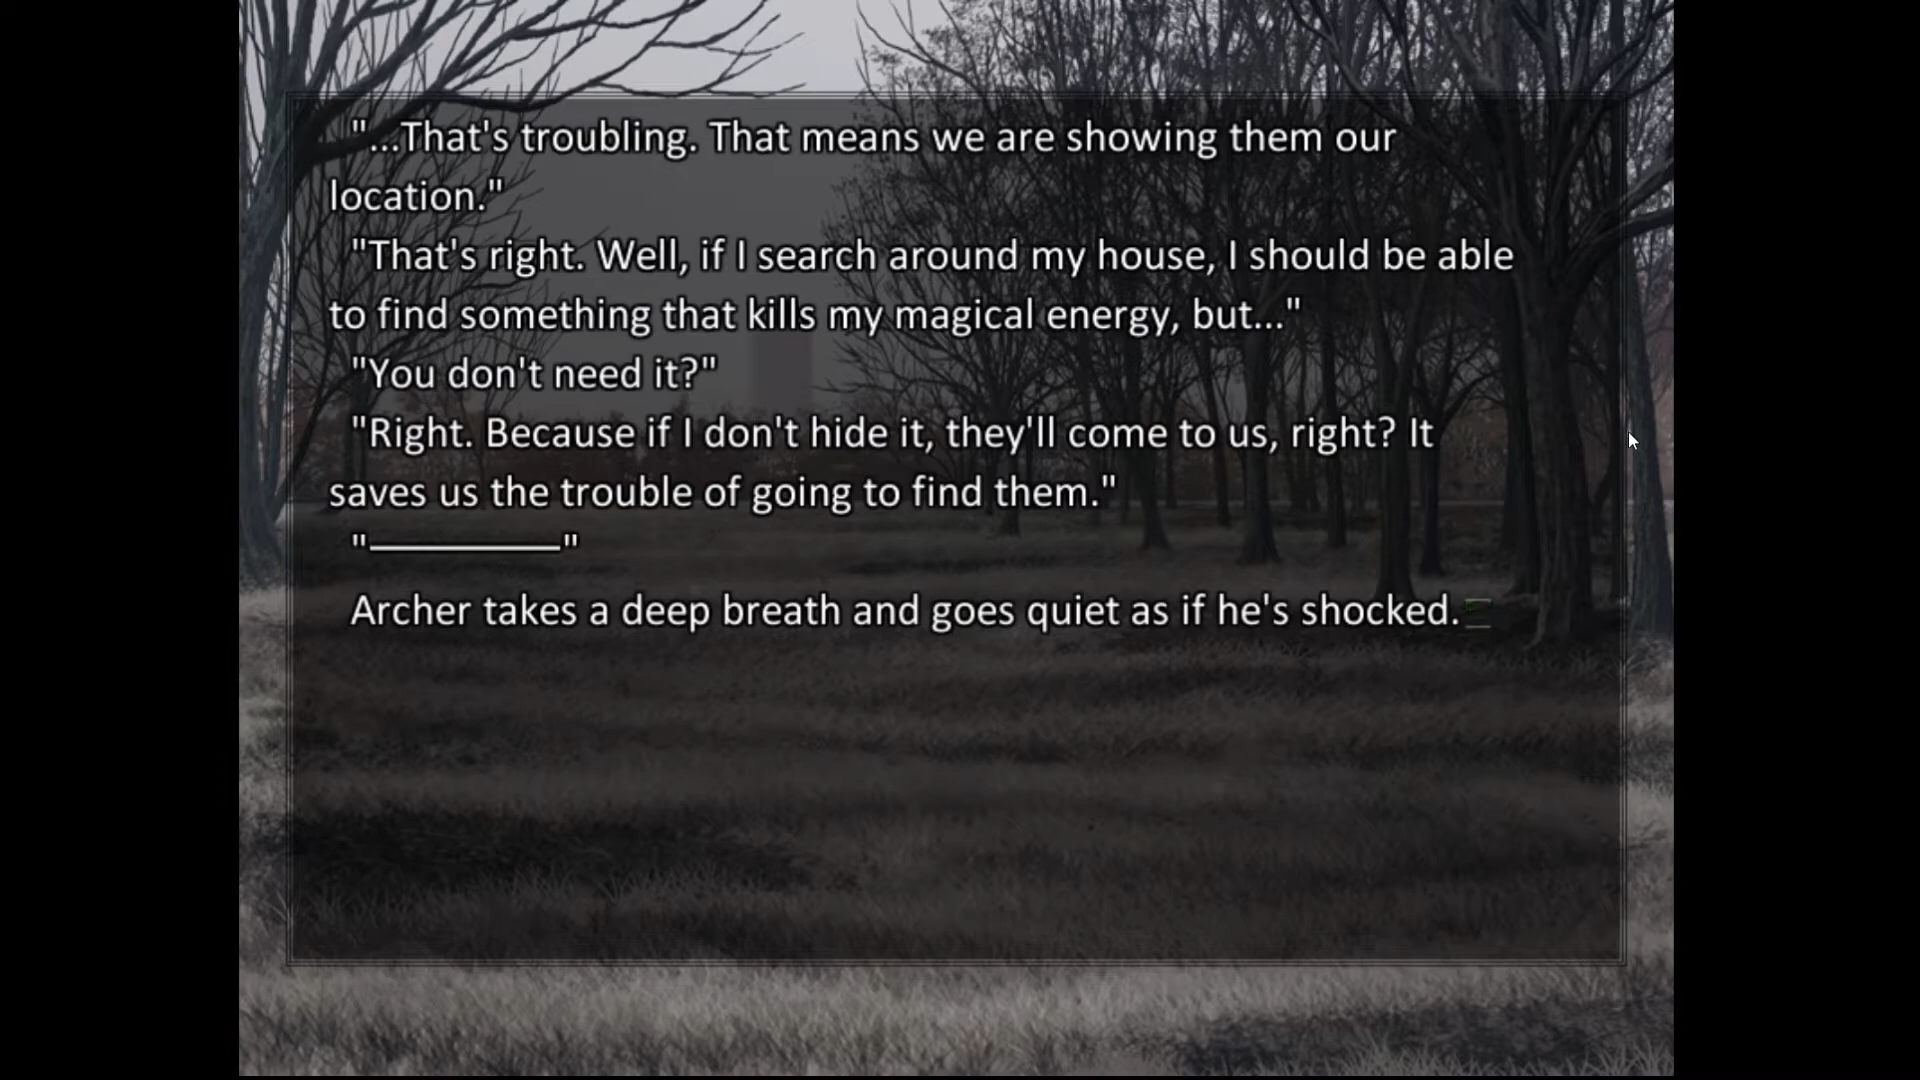 "...That's troubling. That means we are showing them our
location."
"That's right. Well, if I search around my house, I should be able
to find something that kills my magical energy, but..."
"You don't need it?"
"Right. Because if I don't hide it, they'll come to us, right? It
saves us the trouble of going to find them."
"————————"
Archer takes a deep breath and goes quiet as if he's shocked.